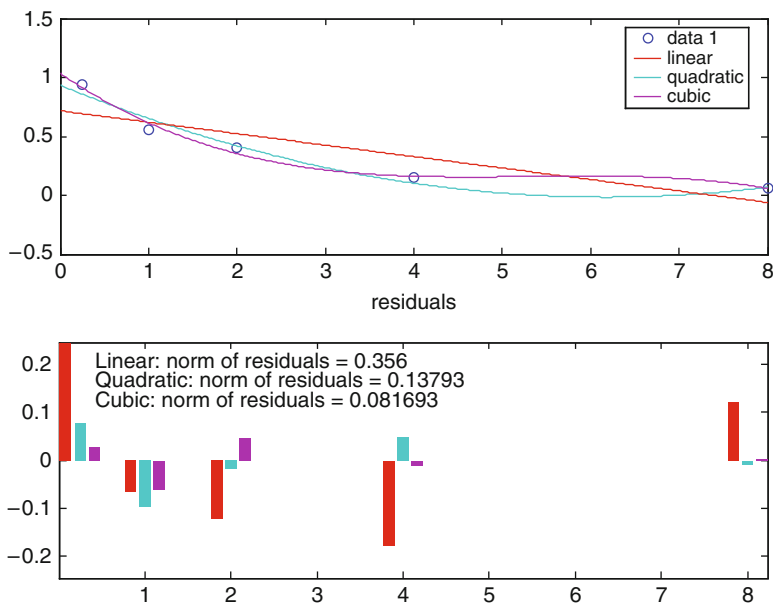 1.5
1
0.5
0
−0.5
data 1
linear
quadratic
cubic
0 1 2 3 4 5 6 7 8
residuals
0.2
0.1
0
−0.1
−0.2
Linear: norm of residuals = 0.356
Quadratic: norm of residuals = 0.13793
Cubic: norm of residuals = 0.081693
1 2 3 4 5 6 7 8